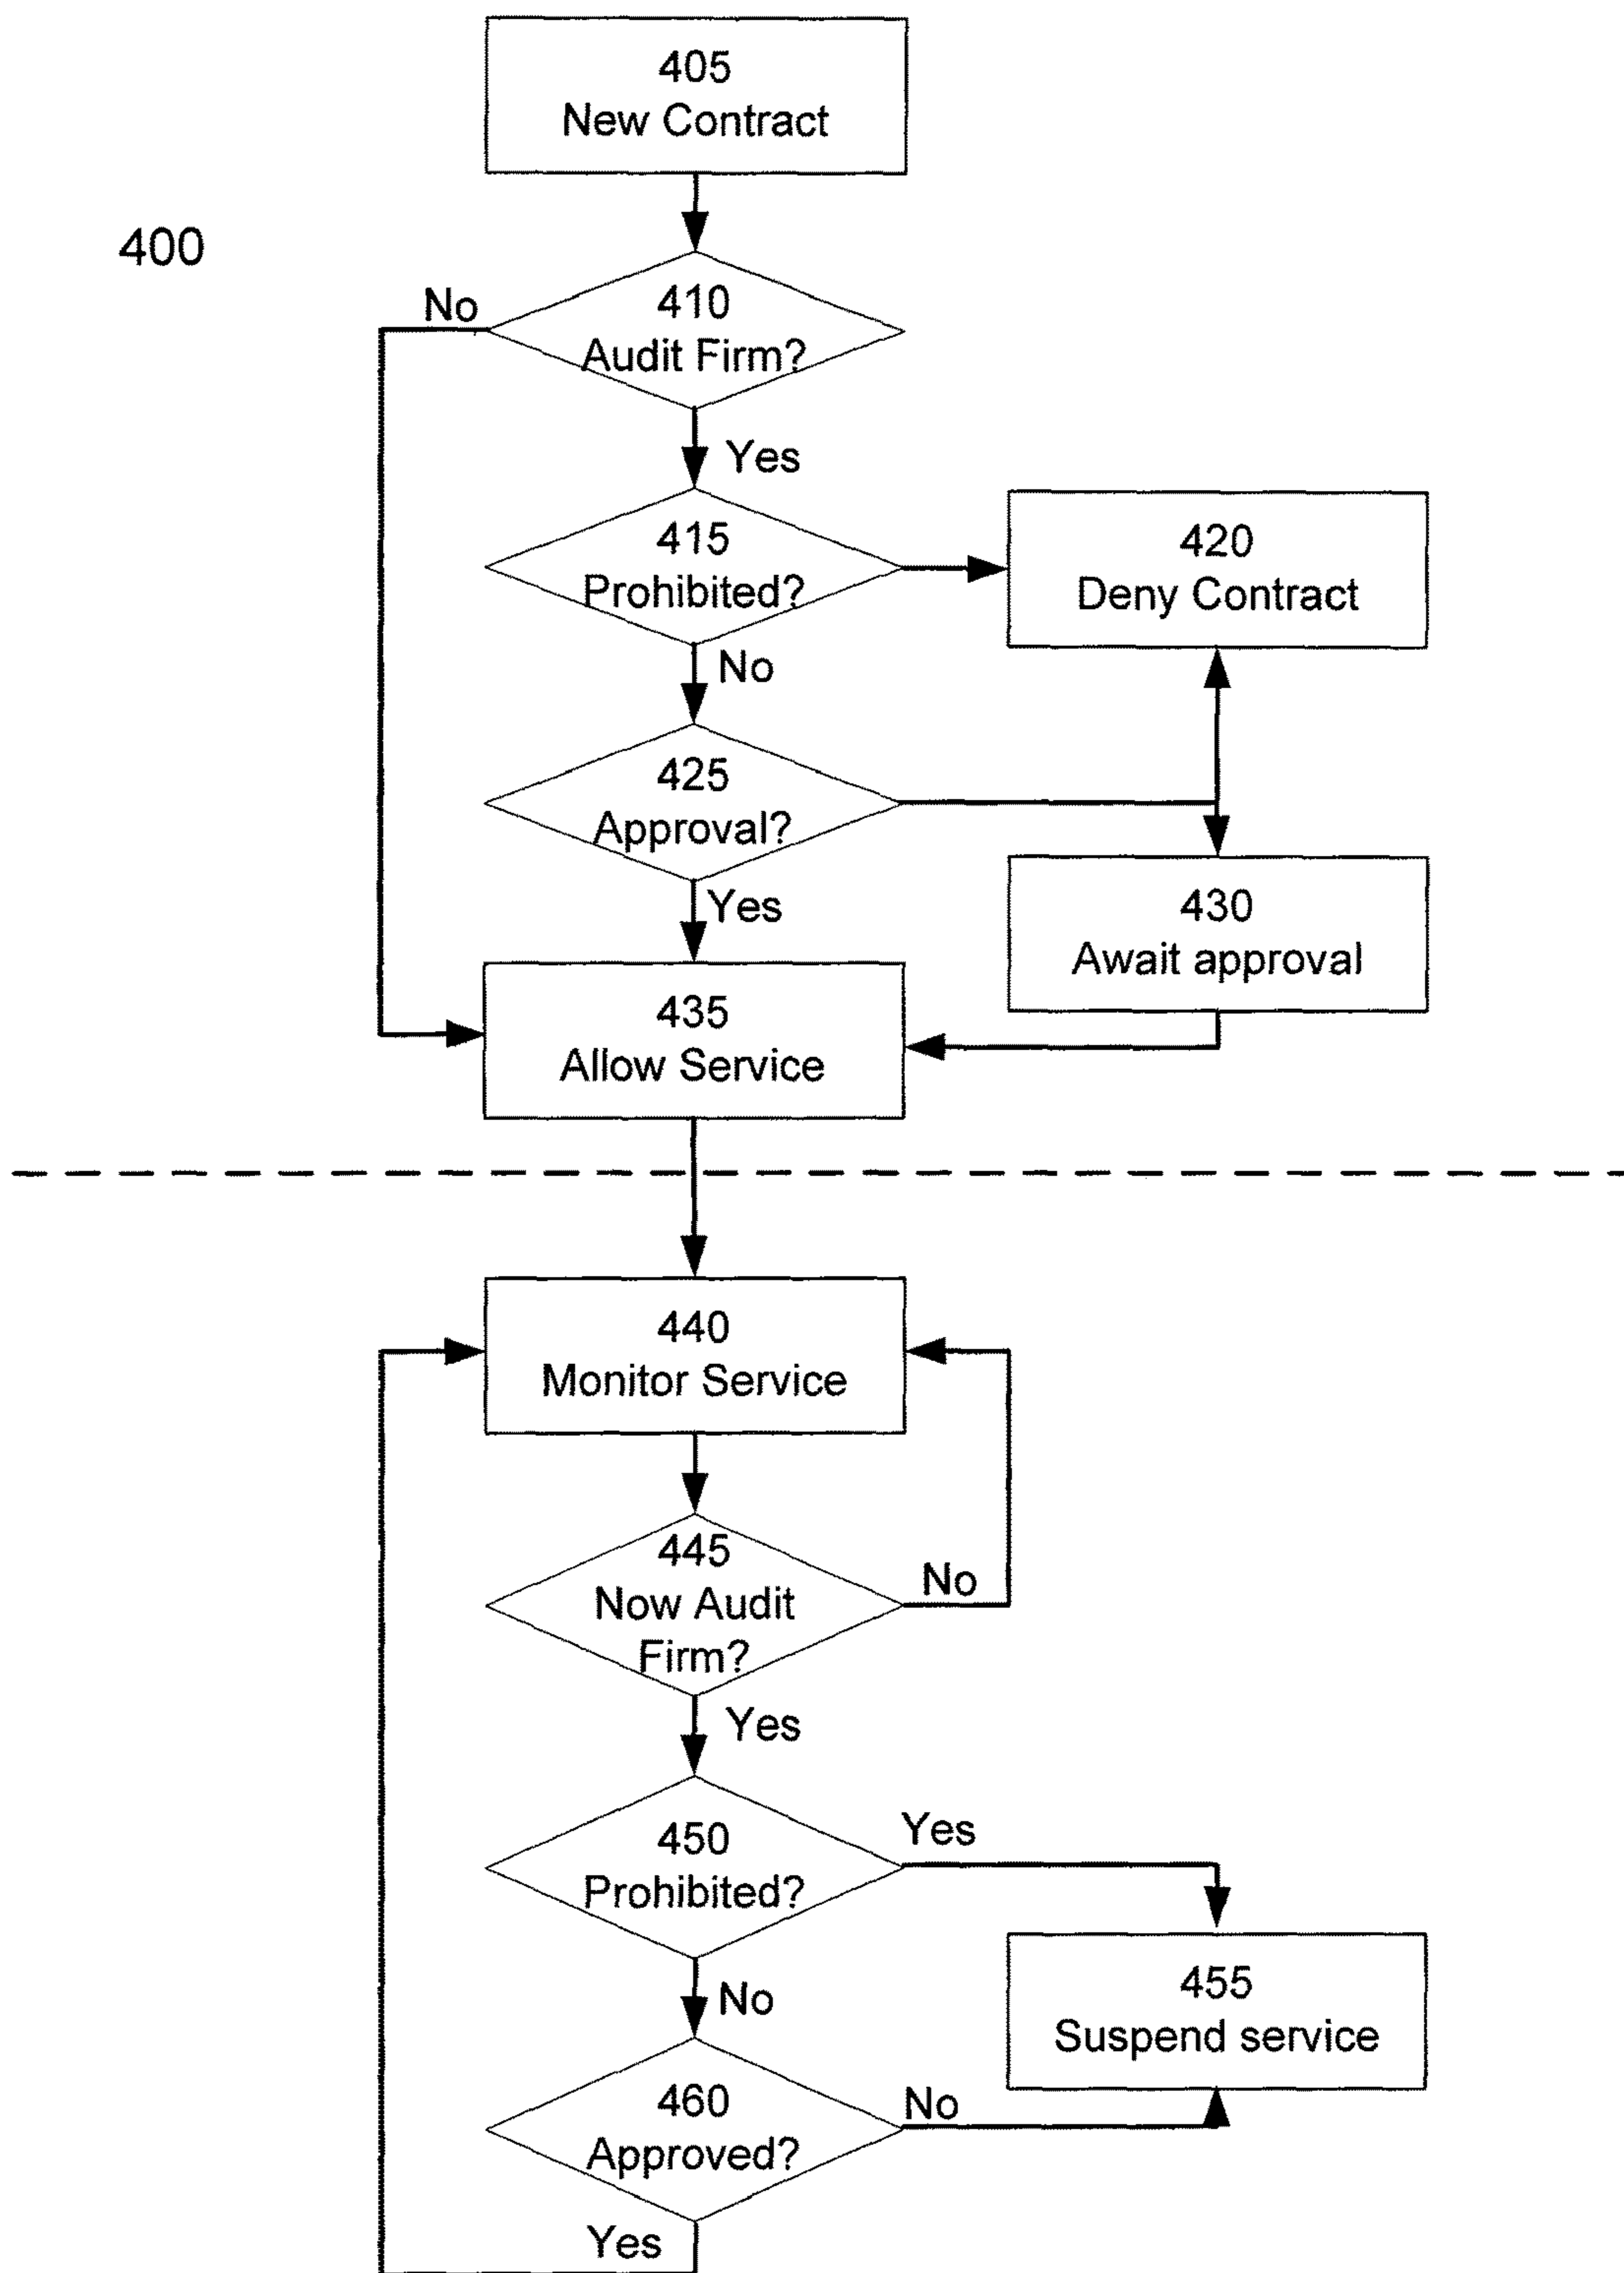 405
New Contract
400
No
410
Audit Firm?
Yes
415
Prohibited?
420
Deny Contract
No
425
Approval?
Yes
430
Await approval
435
Allow Service
440
Monitor Service
445
Now Audit
Firm?
No
Yes
450
Prohibited?
Yes
No
455
Suspend service
460
Approved?
No
Yes